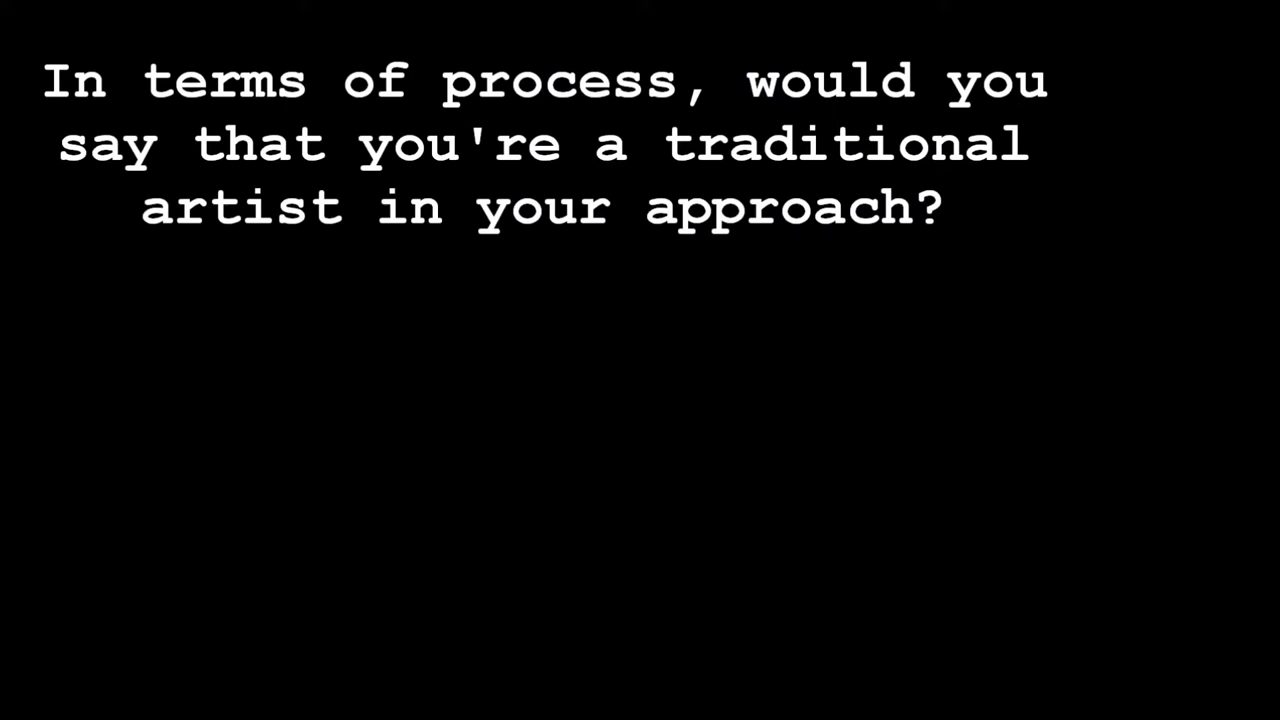 In terms of process, would you
say that you're a traditional
artist in your approach?